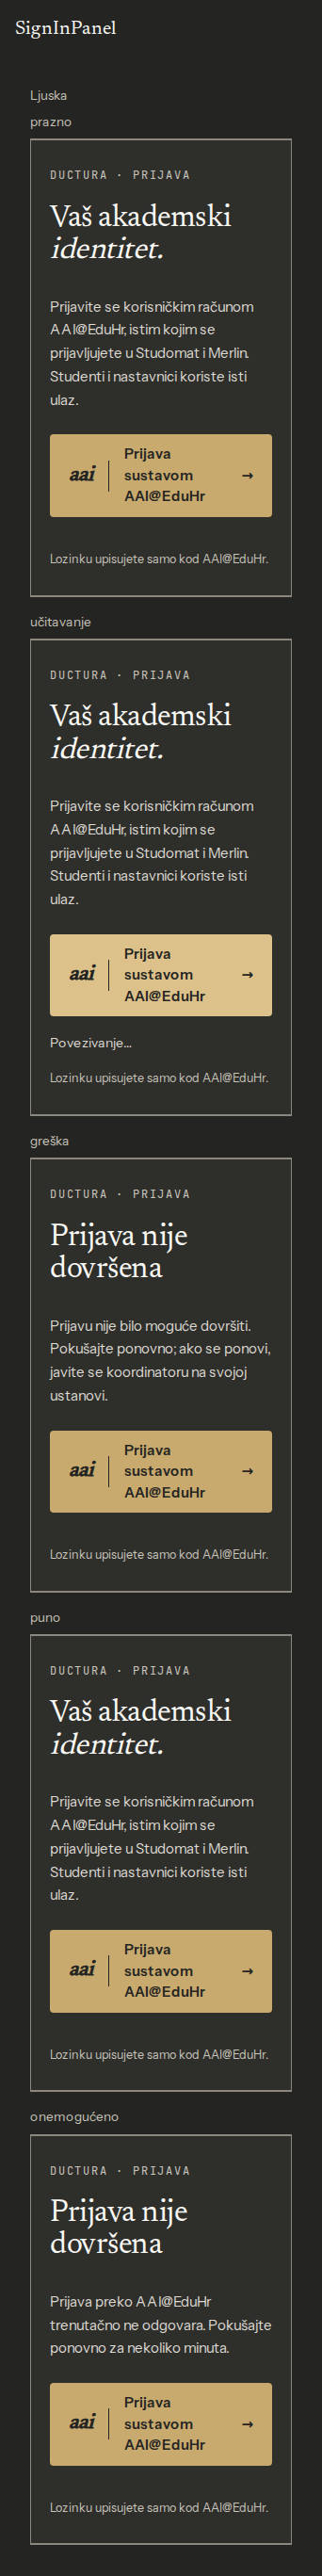 SignInPanel
Ljuska
prazno
DUCTURA · PRIJAVA
Vaš akademski
identitet.
Prijavite se korisničkim računom
AAI@EduHr, istim kojim se
prijavljujete u Studomat i Merlin.
Studenti i nastavnici koriste isti
ulaz.
Prijava
aai sustavom →
AAI@EduHr
Lozinku upisujete samo kod AAI@EduHr.
učitavanje
DUCTURA · PRIJAVA
Vaš akademski
identitet.
Prijavite se korisničkim računom
AAI@EduHr, istim kojim se
prijavljujete u Studomat i Merlin.
Studenti i nastavnici koriste isti
ulaz.
Prijava
aai sustavom →
AAI@EduHr
Povezivanje…
Lozinku upisujete samo kod AAI@EduHr.
greška
DUCTURA · PRIJAVA
Prijava nije
dovršena
Prijavu nije bilo moguće dovršiti.
Pokušajte ponovno; ako se ponovi,
javite se koordinatoru na svojoj
ustanovi.
Prijava
aai sustavom →
AAI@EduHr
Lozinku upisujete samo kod AAI@EduHr.
puno
DUCTURA · PRIJAVA
Vaš akademski
identitet.
Prijavite se korisničkim računom
AAI@EduHr, istim kojim se
prijavljujete u Studomat i Merlin.
Studenti i nastavnici koriste isti
ulaz.
Prijava
aai sustavom →
AAI@EduHr
Lozinku upisujete samo kod AAI@EduHr.
onemogućeno
DUCTURA · PRIJAVA
Prijava nije
dovršena
Prijava preko AAI@EduHr
trenutačno ne odgovara. Pokušajte
ponovno za nekoliko minuta.
Prijava
aai sustavom →
AAI@EduHr
Lozinku upisujete samo kod AAI@EduHr.